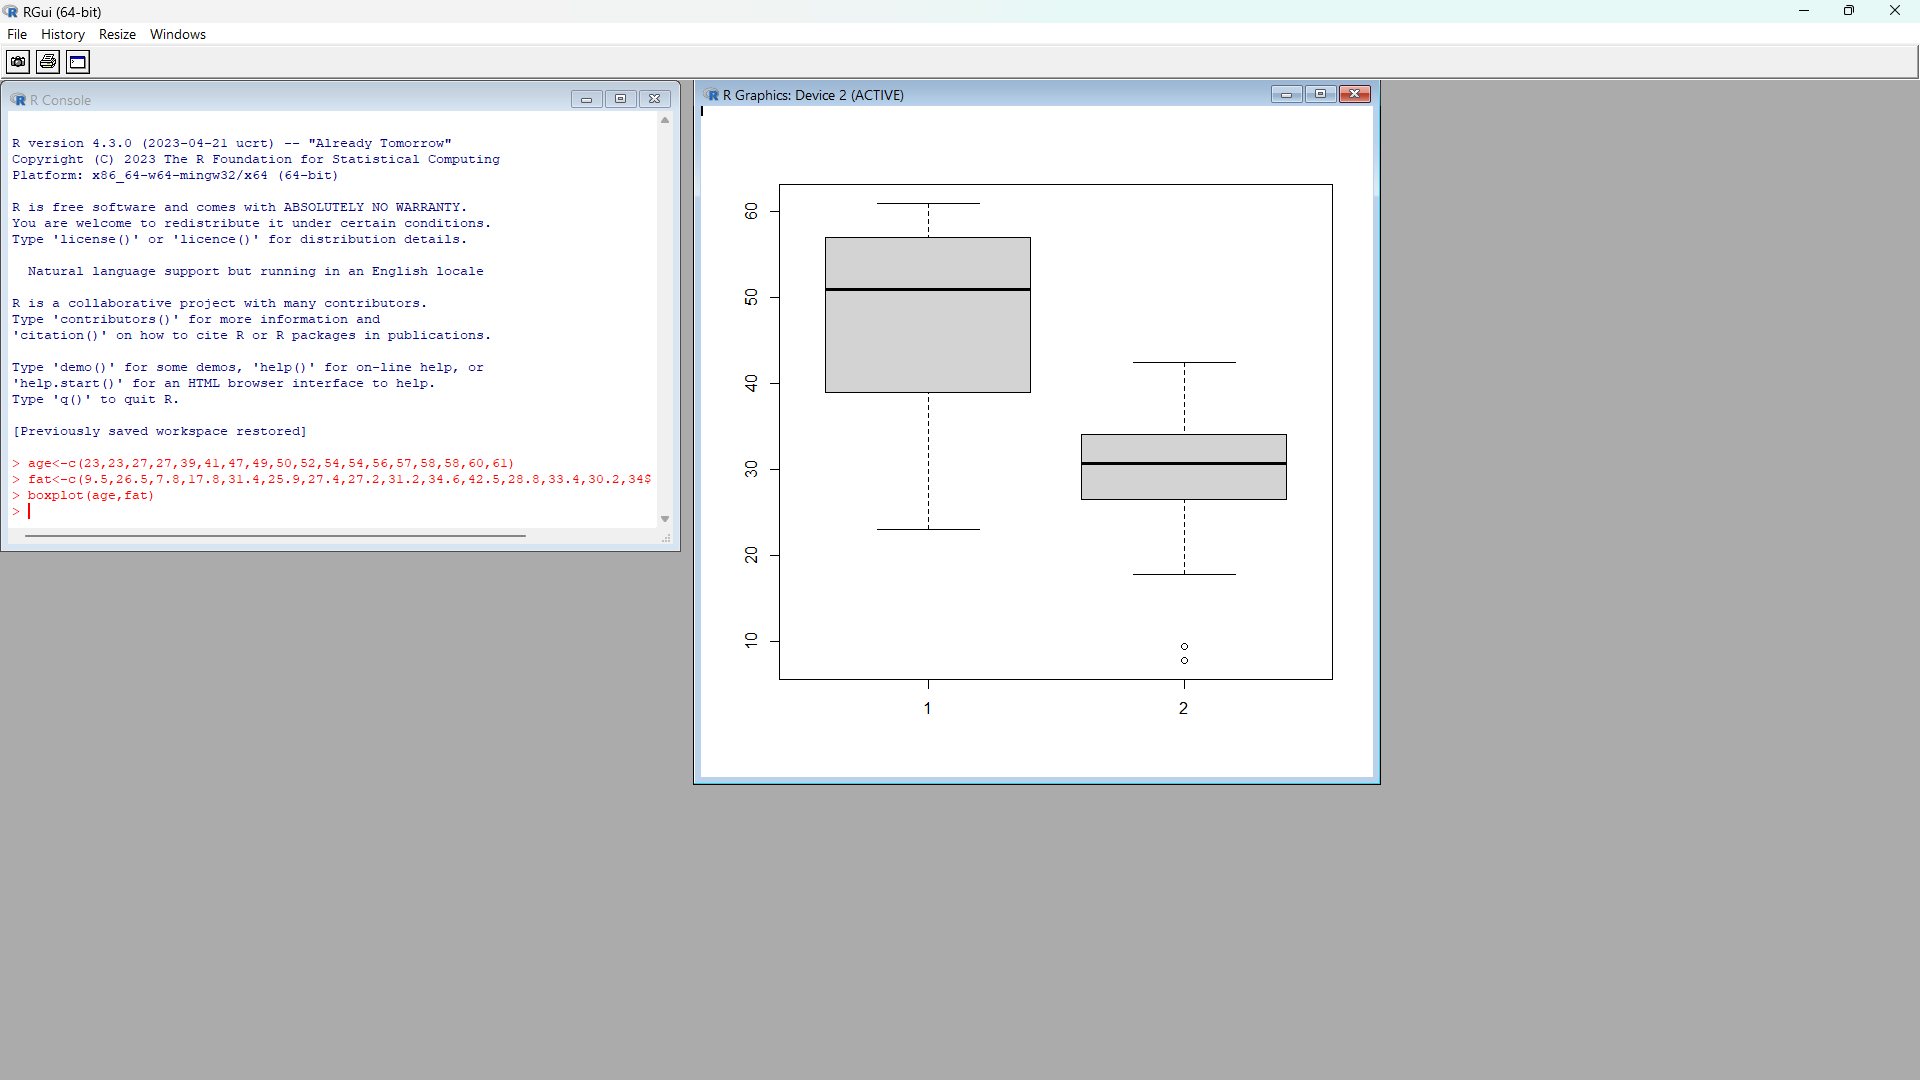 RGui (64-bit)
File History Resize Windows
R Console
R version 4.3.0 (2023-04-21 ucrt) -- "Already Tomorrow"
Copyright (C) 2023 The R Foundation for Statistical Computing
Platform: x86_64-w64-mingw32/x64 (64-bit)
R is free software and comes with ABSOLUTELY NO WARRANTY.
You are welcome to redistribute it under certain conditions.
Type 'license()' or 'licence()' for distribution details.
Natural language support but running in an English locale
R is a collaborative project with many contributors.
Type 'contributors()' for more information and
'citation()' on how to cite R or R packages in publications.
Type 'demo()' for some demos, 'help()' for on-line help, or
'help.start()' for an HTML browser interface to help.
Type 'q()' to quit R.
[Previously saved workspace restored]
> age<-c(23,23,27,27,39,41,47,49,50,52,54,54,56,57,58,58,60,61)
> fat<-c(9.5,26.5,7.8,17.8,31.4,25.9,27.4,27.2,31.2,34.6,42.5,28.8,33.4,30.2,34$
> boxplot(age,fat)
>
R Graphics: Device 2 (ACTIVE)
60
50
40
30
20
10
1 2